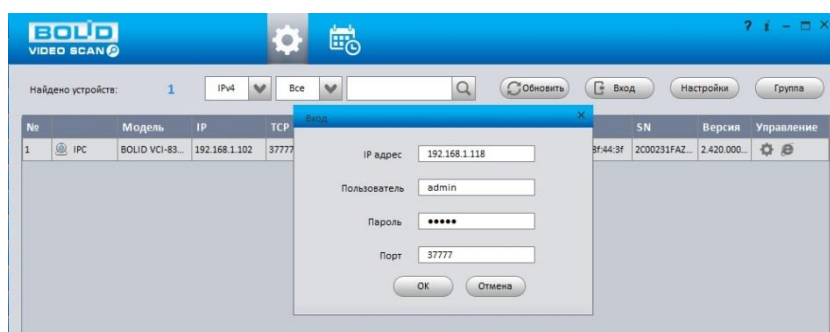 BOLID
VIDEO SCAN
? i
Найдено устройств: 1 IPv4 Все Обновить Вход Настройки Группа
№ Модель IP TCP SN Версия Управление
1 IPC BOLID VCI-83... 192.168.1.102 37777 3f:44:3f 2C00231FAZ... 2.420.000...
Вход
IP адрес 192.168.1.118
Пользователь admin
Пароль •••••
Порт 37777
OK Отмена